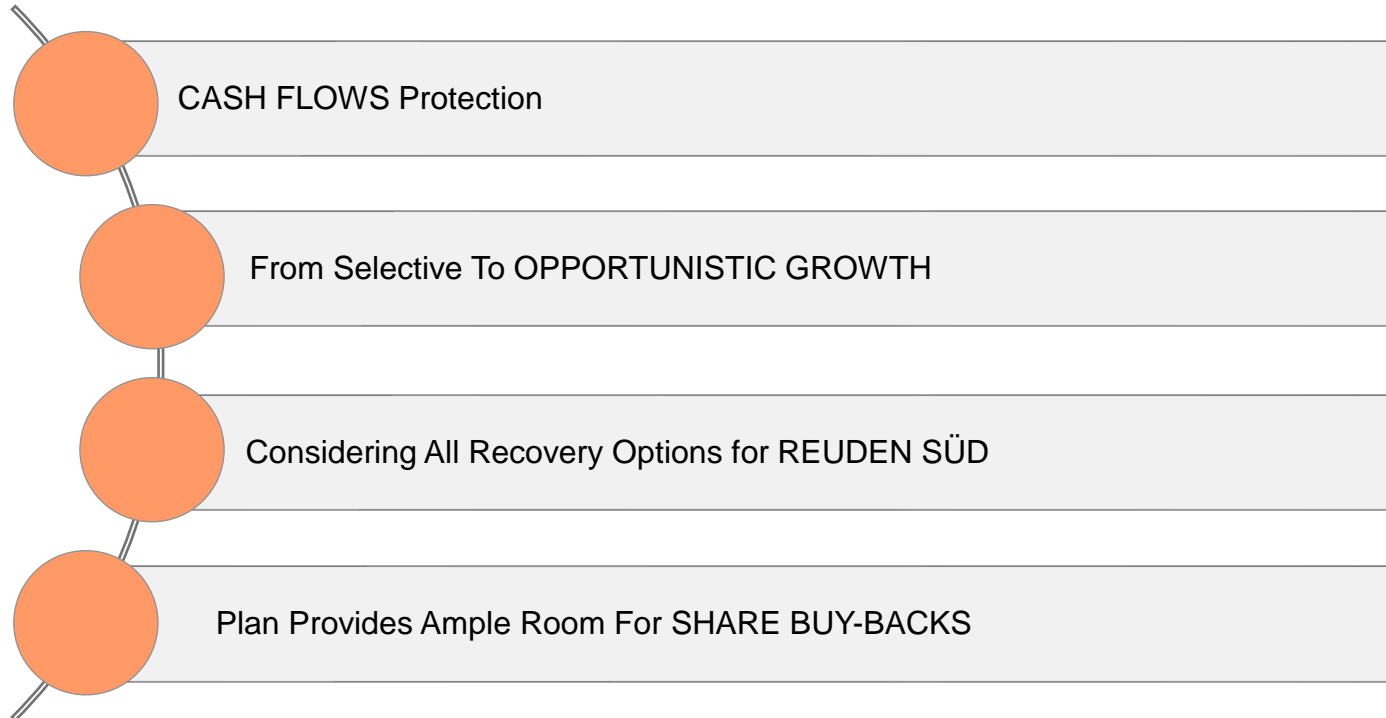 CASH FLOWS Protection
From Selective To OPPORTUNISTIC GROWTH
Considering All Recovery Options for REUDEN SÜD
Plan Provides Ample Room For SHARE BUY-BACKS